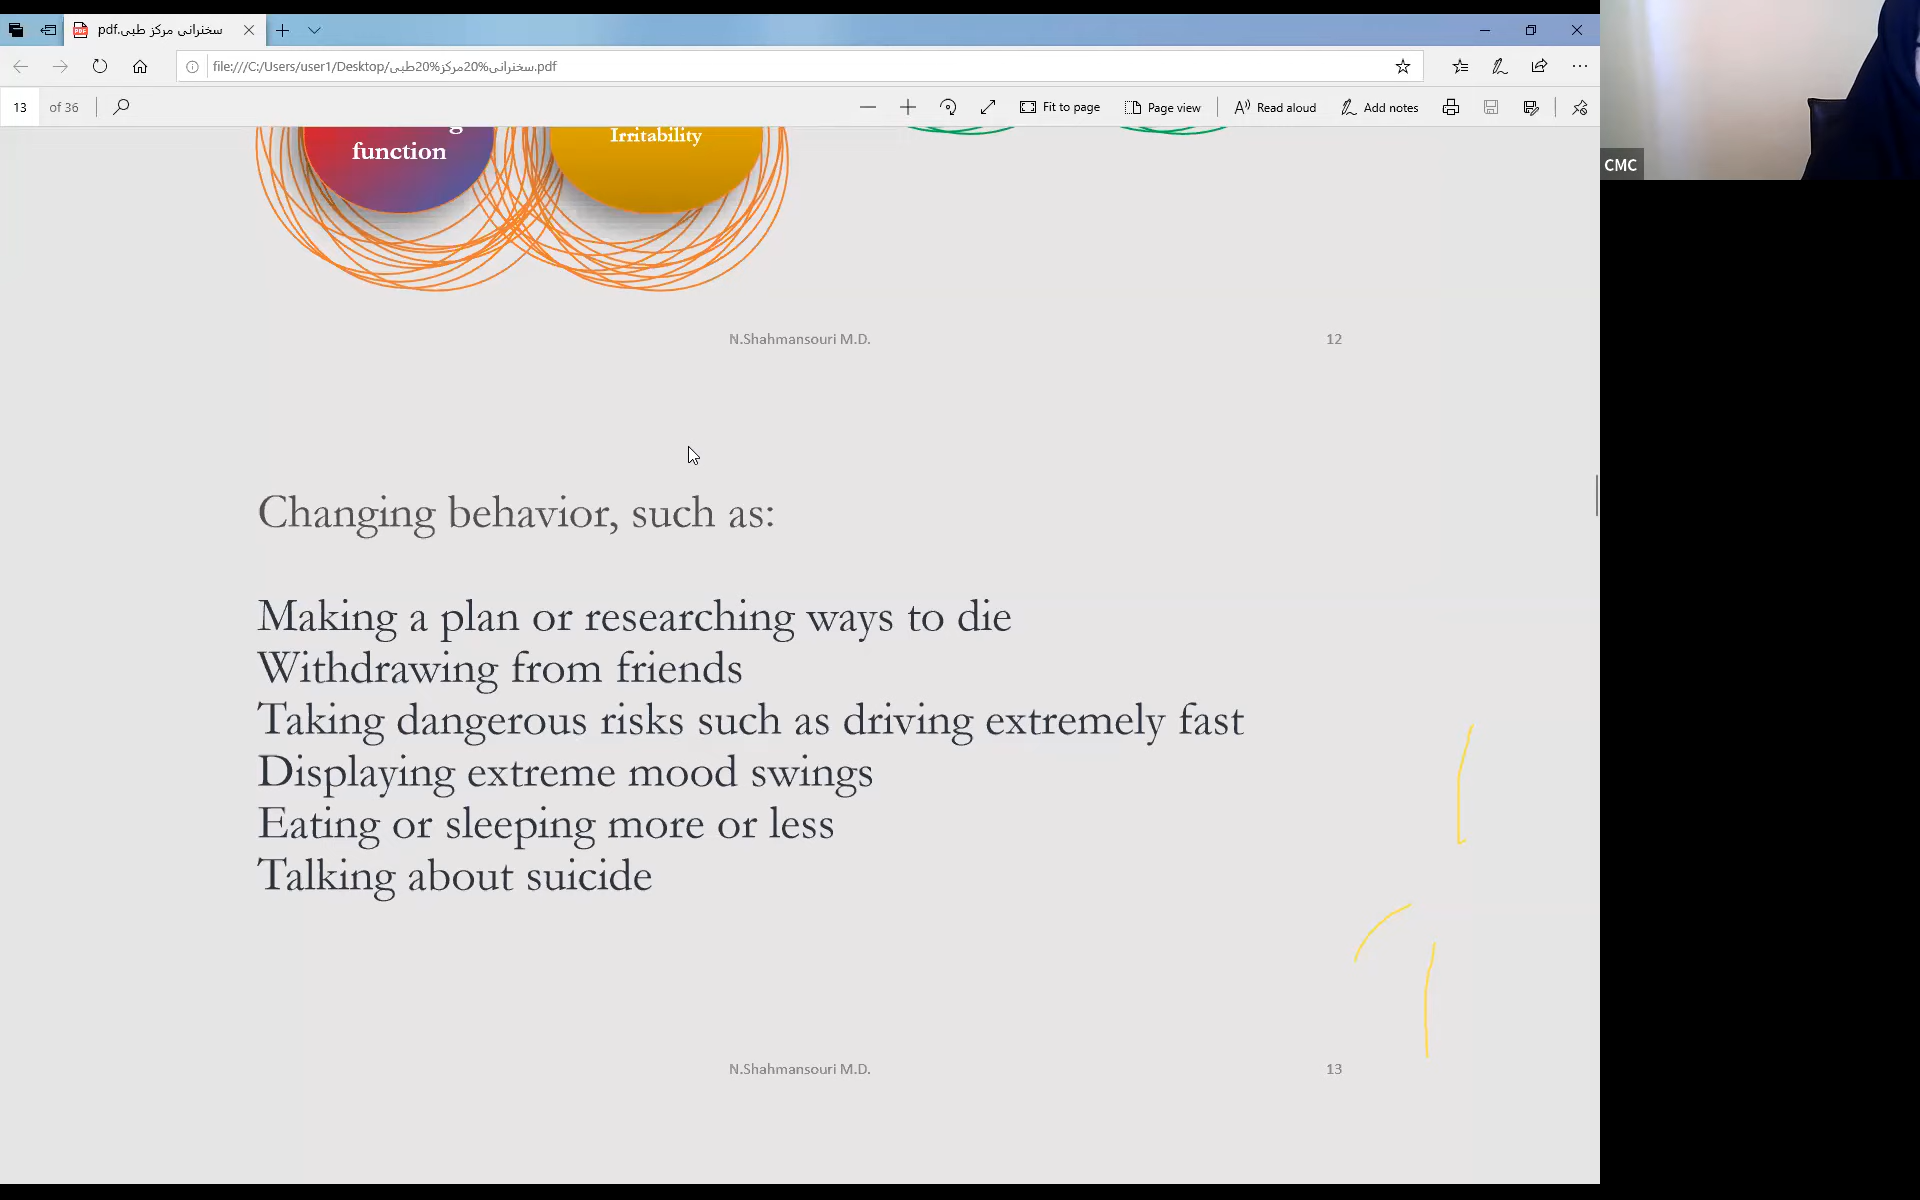 سخنرانی مرکز طبی.pdf
file:///C:/Users/user1/Desktop/سخنرانی%20مرکز%20طبی.pdf
13 of 36
Fit to page
Page view
Read aloud
Add notes
CMC
function
Irritability
N.Shahmansouri M.D.
12
Changing behavior, such as:
Making a plan or researching ways to die
Withdrawing from friends
Taking dangerous risks such as driving extremely fast
Displaying extreme mood swings
Eating or sleeping more or less
Talking about suicide
N.Shahmansouri M.D.
13